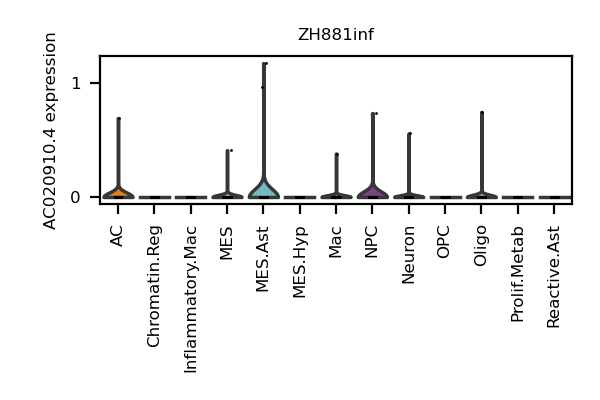 ZH881inf
AC020910.4 expression
1
0
AC
Chromatin.Reg
Inflammatory.Mac
MES
MES.Ast
MES.Hyp
Mac
NPC
Neuron
OPC
Oligo
Prolif.Metab
Reactive.Ast